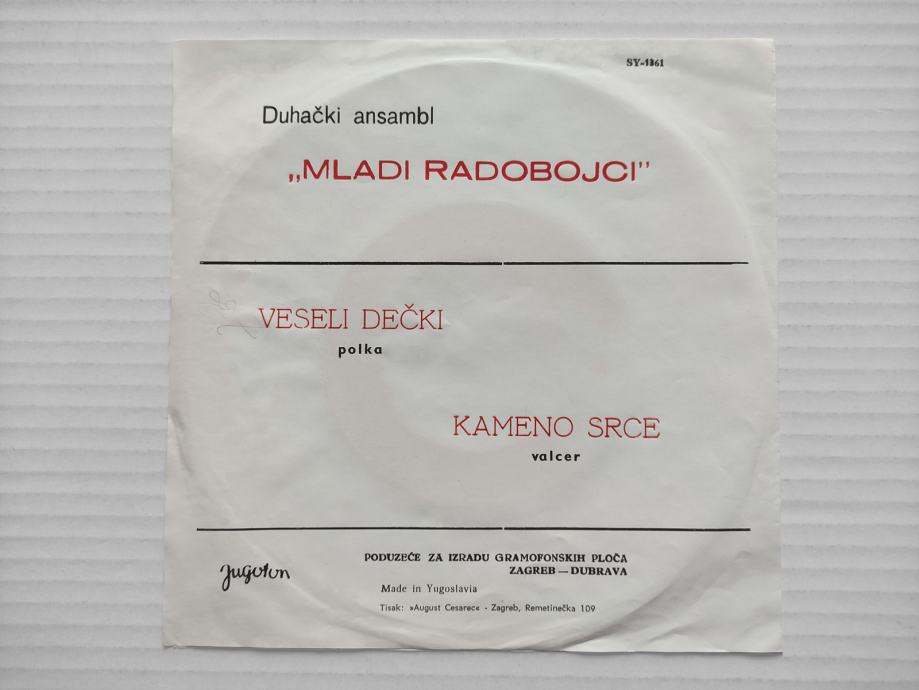 SY-1361
Duhački ansambl
„MLADI RADOBOJCI”
VESELI DEČKI
polka
KAMENO SRCE
valcer
Jugoton
PODUZEĆE ZA IZRADU GRAMOFONSKIH PLOČA
ZAGREB — DUBRAVA
Made in Yugoslavia
Tisak: »August Cesarec« - Zagreb, Remetinečka 109